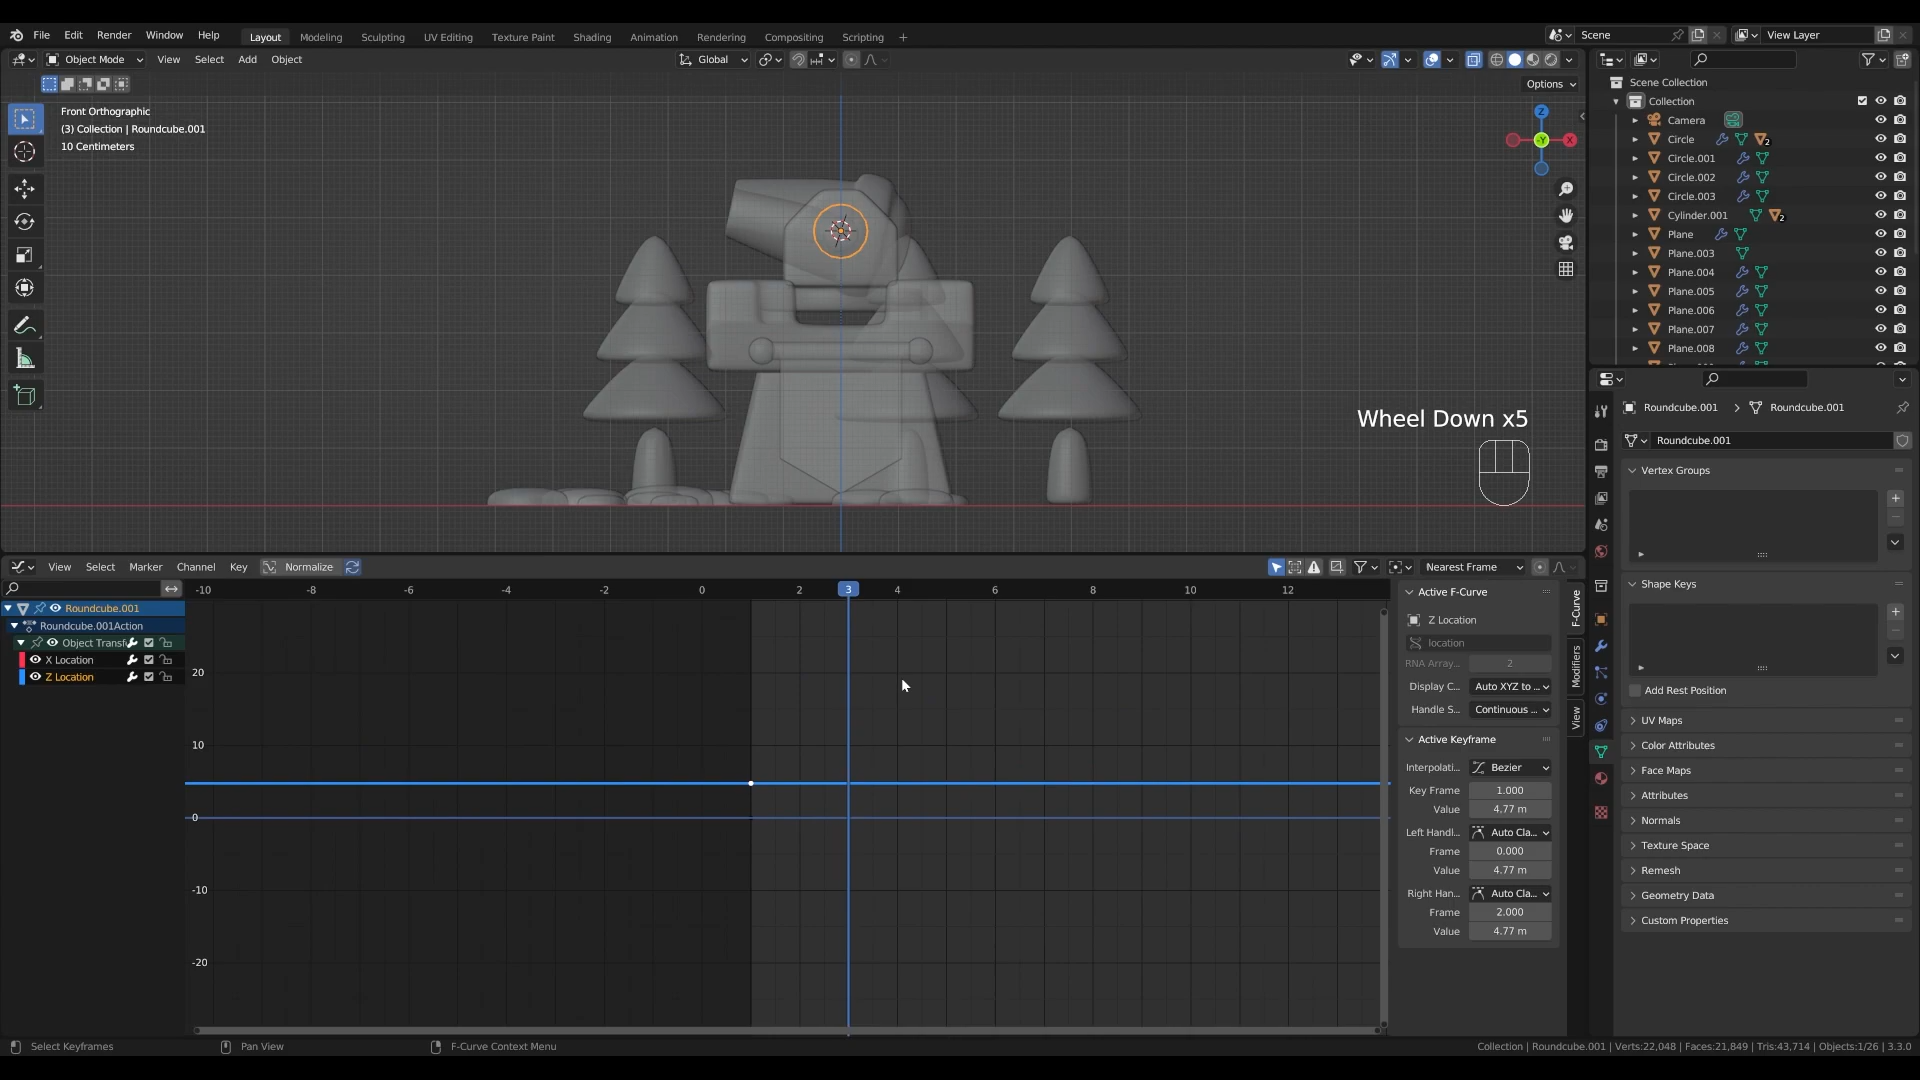 File Edit Render Window Help Layout Modeling Sculpting UV Editing Texture Paint Shading Animation Rendering Compositing Scripting + Scene View Layer
Object Mode View Select Add Object Global
Options
Front Orthographic
(3) Collection | Roundcube.001
10 Centimeters
Z
Y
X
Wheel Down x5
Scene Collection
Collection
Camera
Circle 2
Circle.001
Circle.002
Circle.003
Cylinder.001 2
Plane
Plane.003
Plane.004
Plane.005
Plane.006
Plane.007
Plane.008
Roundcube.001 > Roundcube.001
Roundcube.001
Vertex Groups
Shape Keys
Add Rest Position
UV Maps
Color Attributes
Face Maps
Attributes
Normals
Texture Space
Remesh
Geometry Data
Custom Properties
View Select Marker Channel Key Normalize Nearest Frame
-10 -8 -6 -4 -2 0 2 3 4 6 8 10 12
Roundcube.001
Roundcube.001Action
Object Transf
X Location
Z Location
20
10
0
-10
-20
Active F-Curve
Z Location
location
RNA Array... 2
Display C... Auto XYZ to ...
Handle S... Continuous ...
Active Keyframe
Interpolati... Bezier
Key Frame 1.000
Value 4.77 m
Left Handl... Auto Cla...
Frame 0.000
Value 4.77 m
Right Han... Auto Cla...
Frame 2.000
Value 4.77 m
F-Curve
Modifiers
View
Select Keyframes Pan View F-Curve Context Menu Collection | Roundcube.001 | Verts:22,048 | Faces:21,849 | Tris:43,714 | Objects:1/26 | 3.3.0